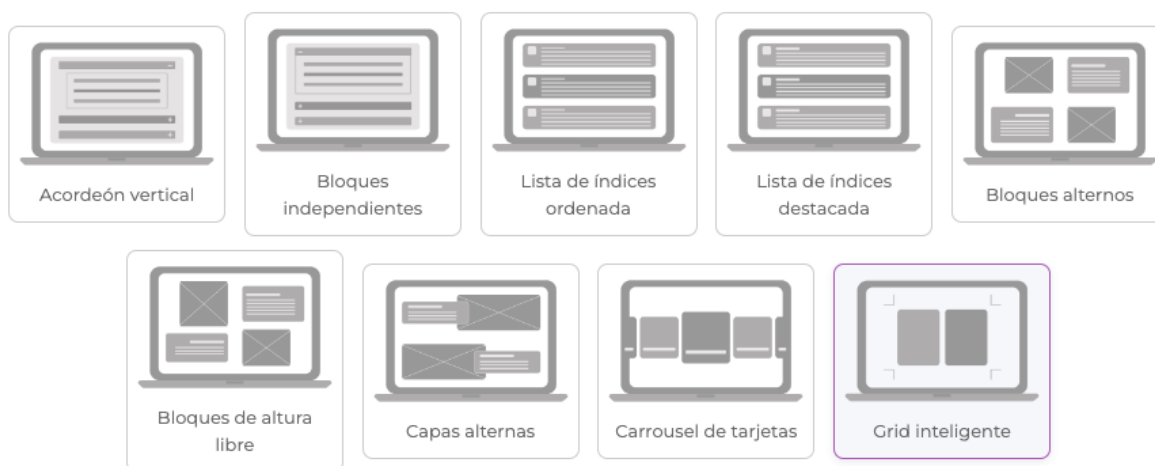 Acordeón vertical
Bloques
independientes
Lista de índices
ordenada
Lista de índices
destacada
Bloques alternos
Bloques de altura
libre
Capas alternas
Carrousel de tarjetas
Grid inteligente